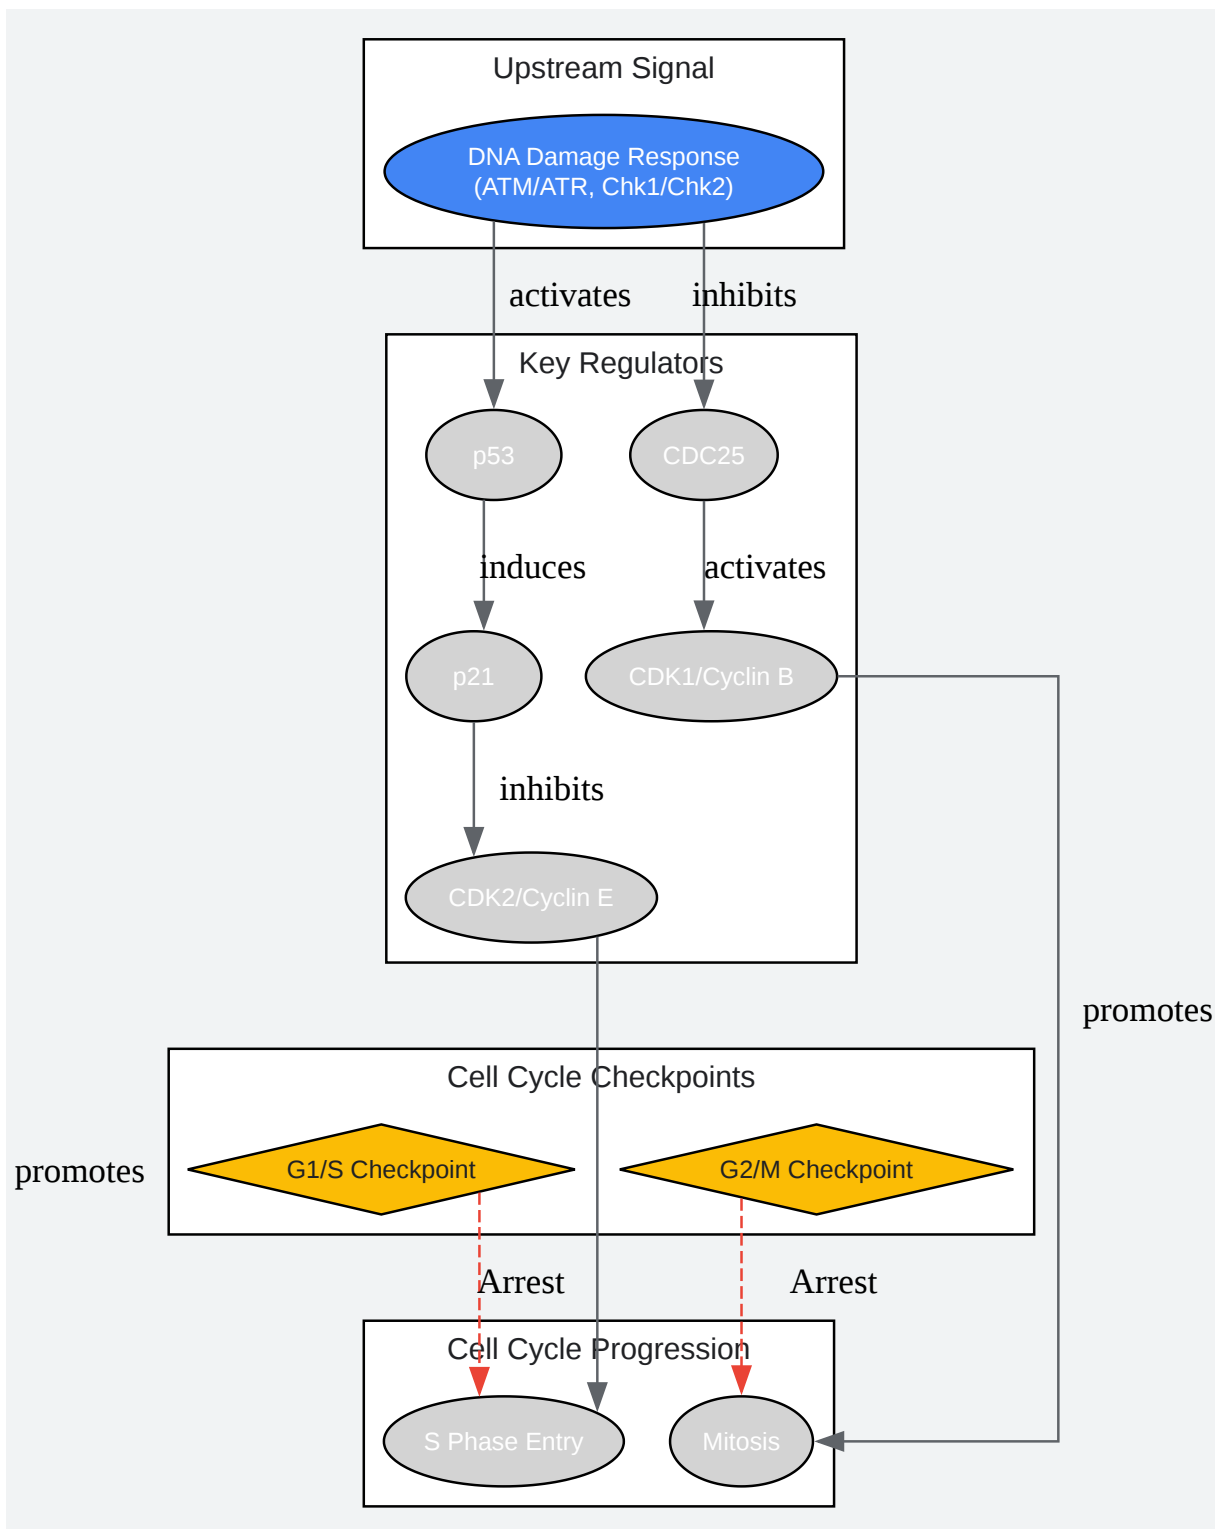 Upstream Signal
DNA Damage Response
(ATM/ATR, Chk1/Chk2)
activates
inhibits
Key Regulators
p53
CDC25
induces
activates
p21
CDK1/Cyclin B
inhibits
CDK2/Cyclin E
promotes
Cell Cycle Checkpoints
promotes
G1/S Checkpoint
G2/M Checkpoint
Arrest
Arrest
Cell Cycle Progression
S Phase Entry
Mitosis